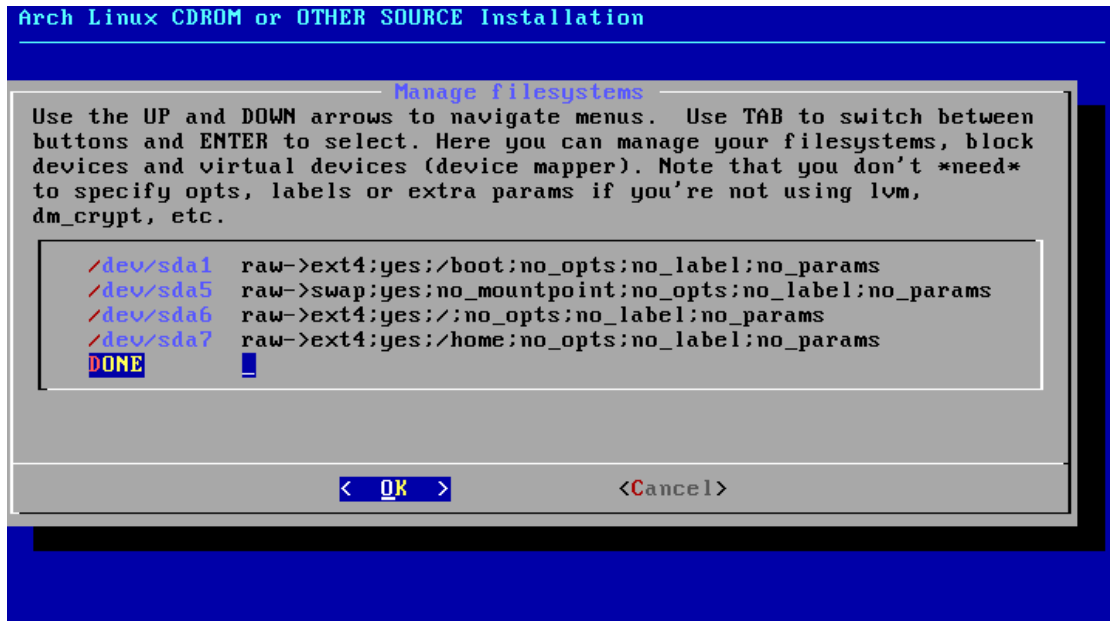 Arch Linux CDROM or OTHER SOURCE Installation
Manage filesystems
Use the UP and DOWN arrows to navigate menus.  Use TAB to switch between
buttons and ENTER to select. Here you can manage your filesystems, block
devices and virtual devices (device mapper). Note that you don't *need*
to specify opts, labels or extra params if you're not using lvm,
dm_crypt, etc.
/dev/sda1  raw->ext4;yes;/boot;no_opts;no_label;no_params
/dev/sda5  raw->swap;yes;no_mountpoint;no_opts;no_label;no_params
/dev/sda6  raw->ext4;yes;/;no_opts;no_label;no_params
/dev/sda7  raw->ext4;yes;/home;no_opts;no_label;no_params
DONE       _
<  OK  >            <Cancel>